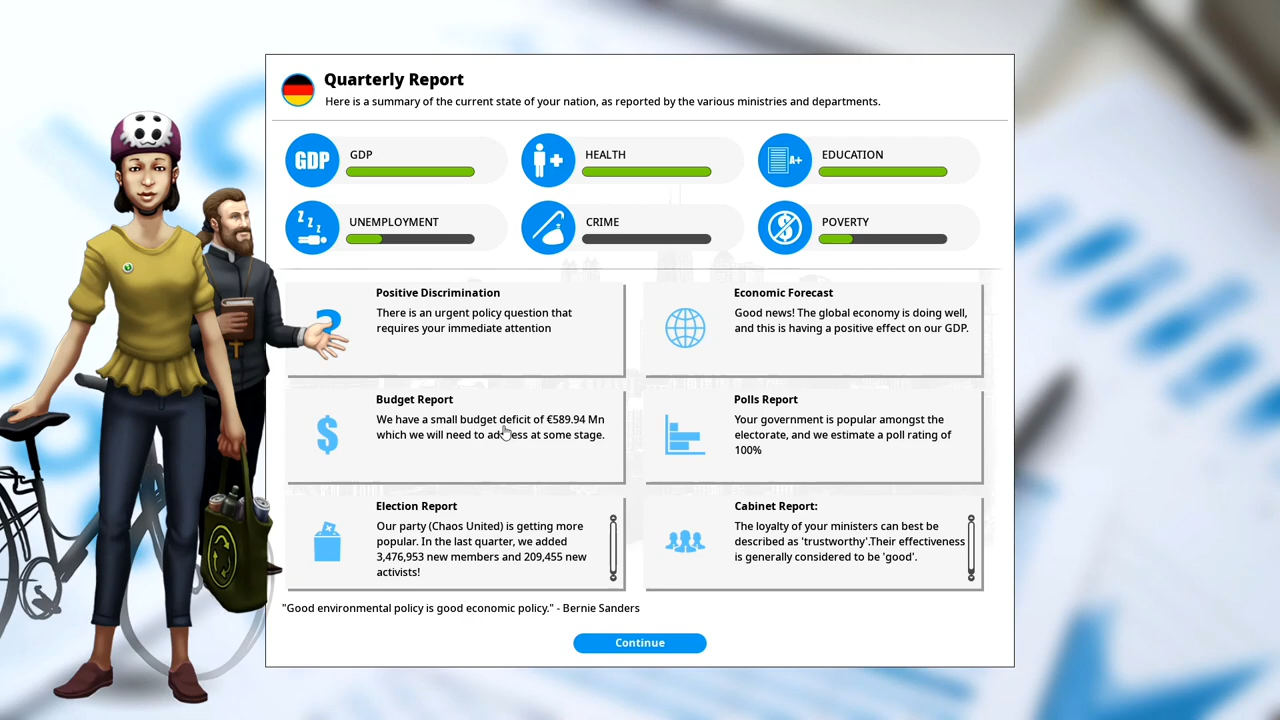 Quarterly Report
Here is a summary of the current state of your nation, as reported by the various ministries and departments.
GDP
GDP
HEALTH
A+
EDUCATION
Z Z Z
UNEMPLOYMENT
CRIME
$
POVERTY
?
Positive Discrimination
There is an urgent policy question that
requires your immediate attention
Economic Forecast
Good news! The global economy is doing well,
and this is having a positive effect on our GDP.
$
Budget Report
We have a small budget deficit of €589.94 Mn
which we will need to address at some stage.
Polls Report
Your government is popular amongst the
electorate, and we estimate a poll rating of
100%
Election Report
Our party (Chaos United) is getting more
popular. In the last quarter, we added
3,476,953 new members and 209,455 new
activists!
Cabinet Report:
The loyalty of your ministers can best be
described as 'trustworthy'.Their effectiveness
is generally considered to be 'good'.
"Good environmental policy is good economic policy." - Bernie Sanders
Continue